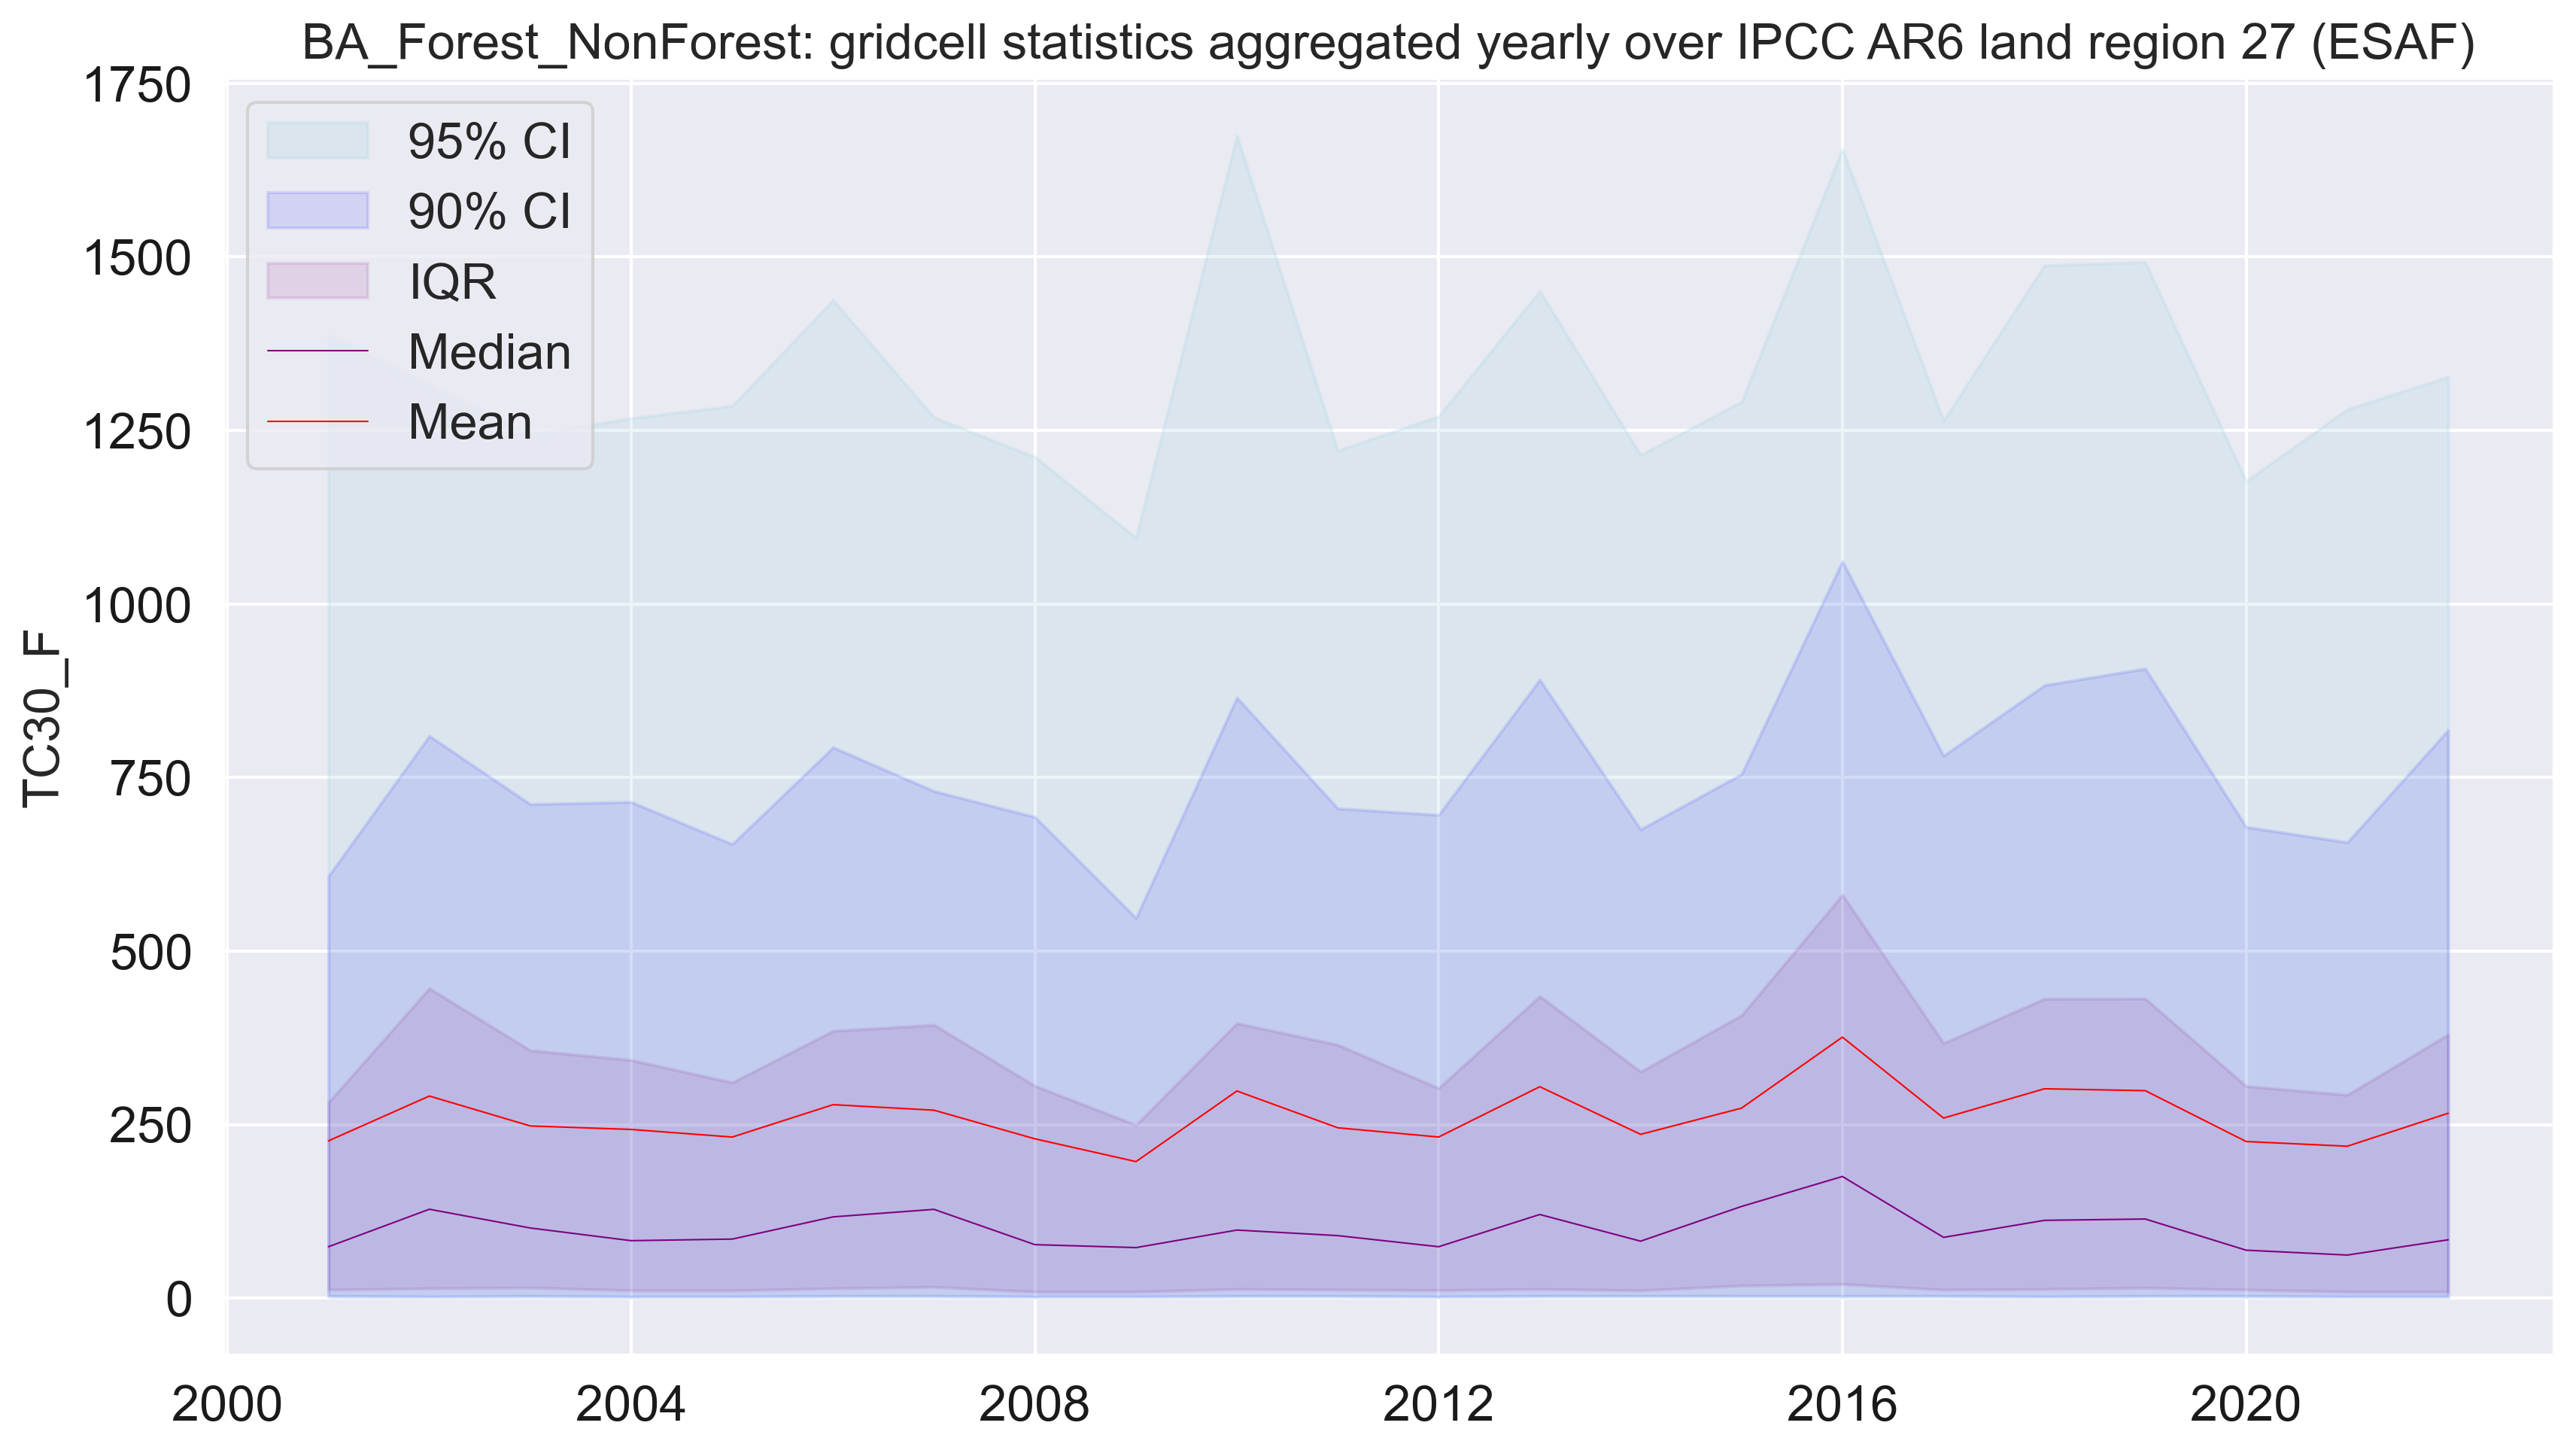 BA_Forest_NonForest: gridcell statistics aggregated yearly over IPCC AR6 land region 27 (ESAF)
1750
1500
1250
1000
750
500
250
0
TC30_F
95% CI
90% CI
IQR
Median
Mean
2000 2004 2008 2012 2016 2020